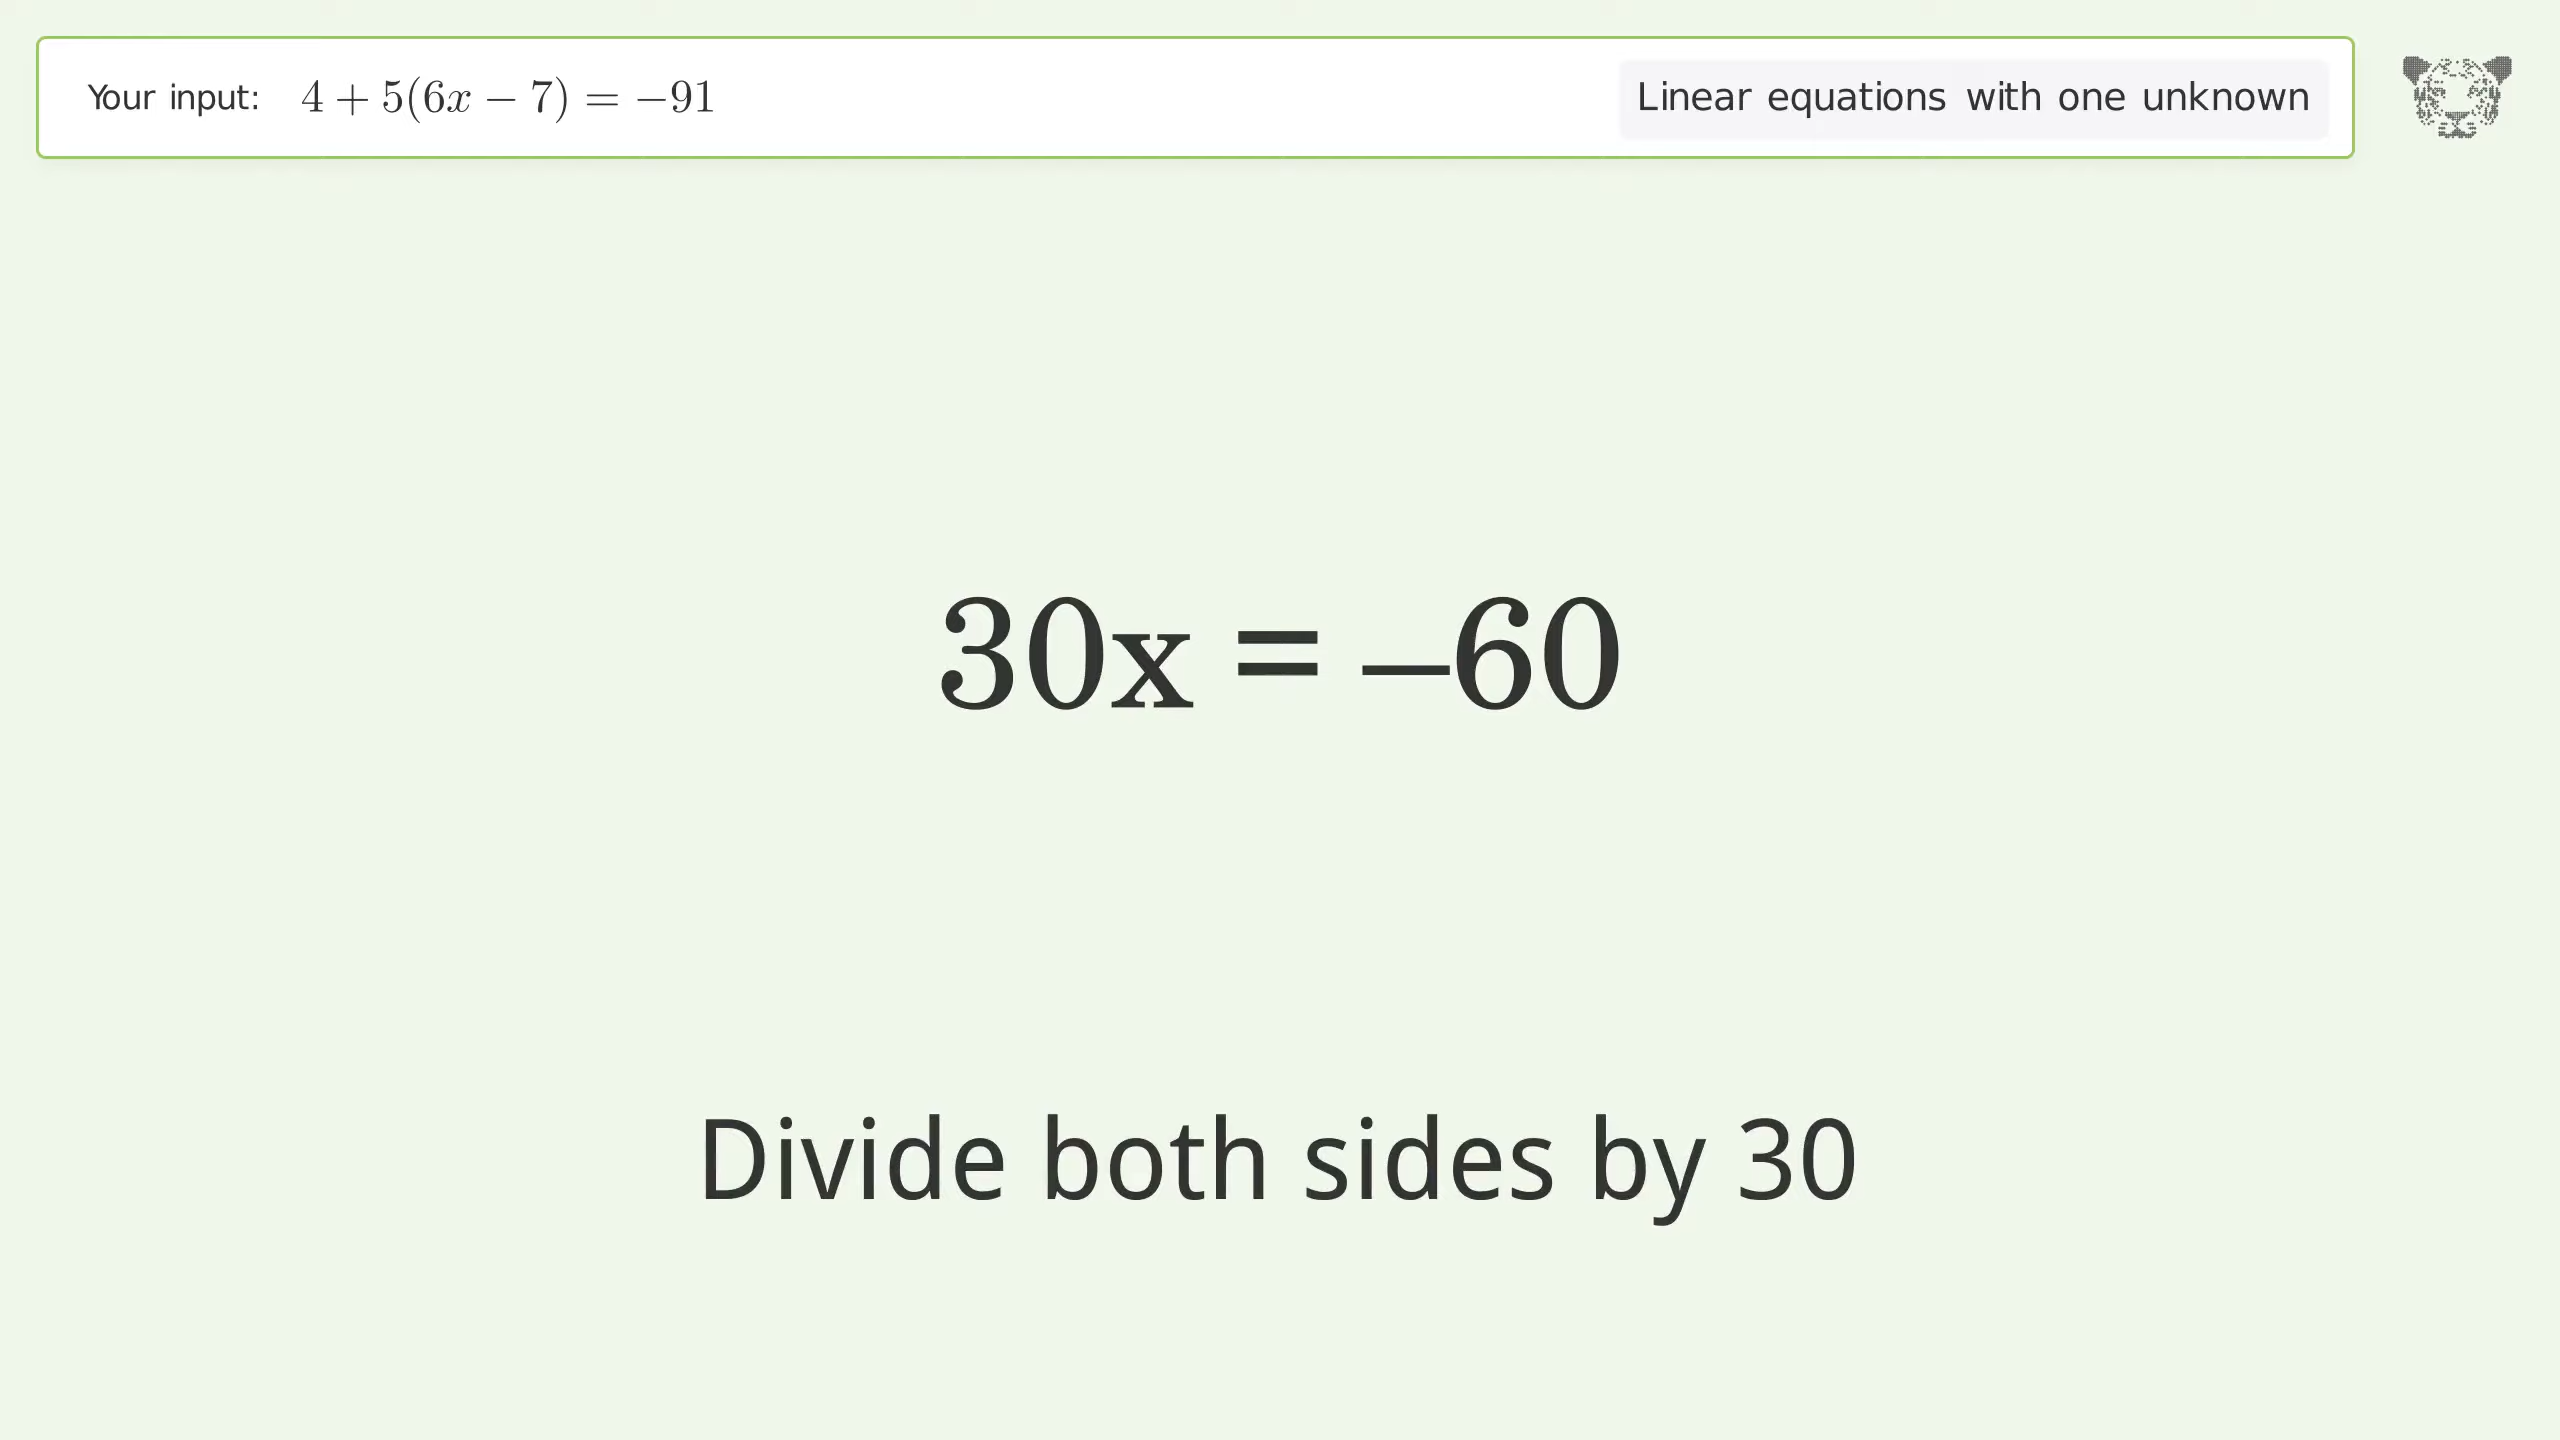 Your input: 4 + 5(6x − 7) = −91
Linear equations with one unknown
30x = –60
Divide both sides by 30